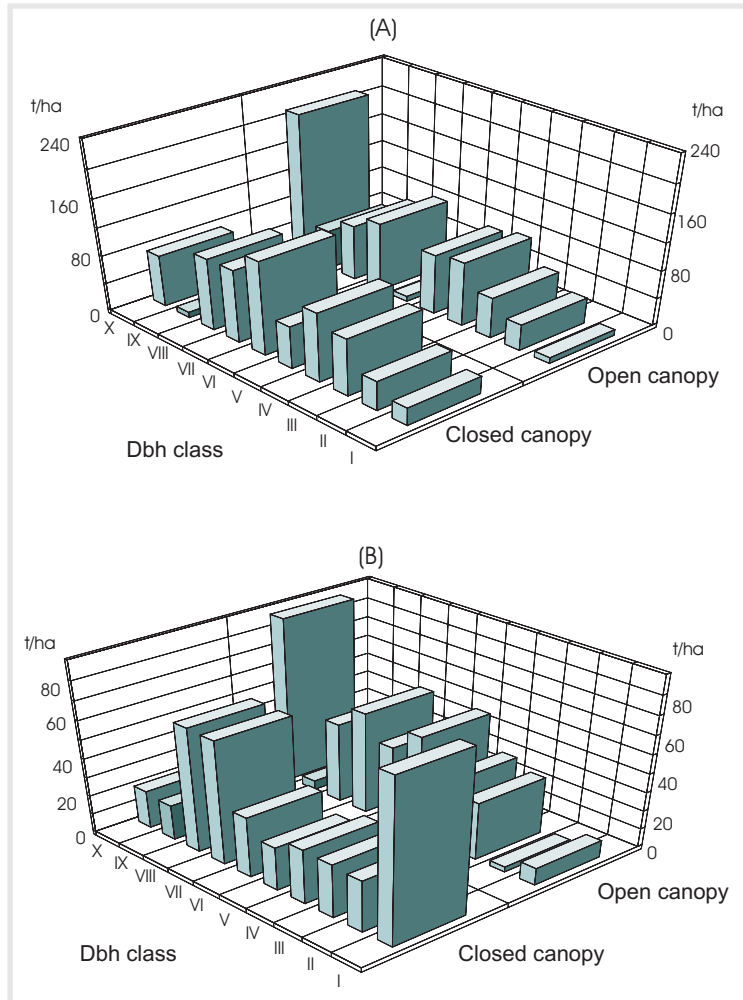 (A)
t/ha
240
160
80
0
X
IX
VIII
VII
VI
V
IV
III
II
I
Dbh class
Closed canopy
Open canopy
t/ha
240
160
80
0
(B)
t/ha
80
60
40
20
0
X
IX
VIII
VII
VI
V
IV
III
II
I
Dbh class
Closed canopy
Open canopy
t/ha
80
60
40
20
0